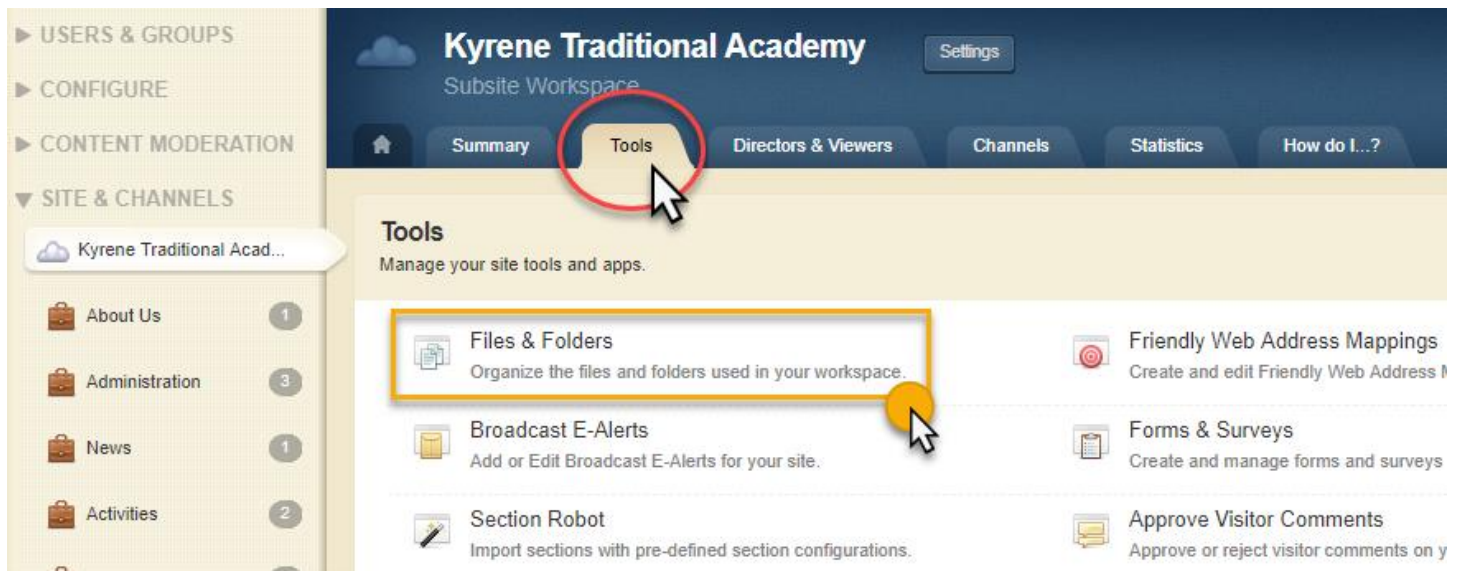 USERS & GROUPS
CONFIGURE
CONTENT MODERATION
SITE & CHANNELS
Kyrene Traditional Acad...
About Us 1
Administration 3
News 1
Activities 2
Kyrene Traditional Academy Settings
Subsite Workspace
Summary Tools Directors & Viewers Channels Statistics How do I...?
Tools
Manage your site tools and apps.
Files & Folders
Organize the files and folders used in your workspace.
Friendly Web Address Mappings
Create and edit Friendly Web Address
Broadcast E-Alerts
Add or Edit Broadcast E-Alerts for your site.
Forms & Surveys
Create and manage forms and surveys
Section Robot
Import sections with pre-defined section configurations.
Approve Visitor Comments
Approve or reject visitor comments on